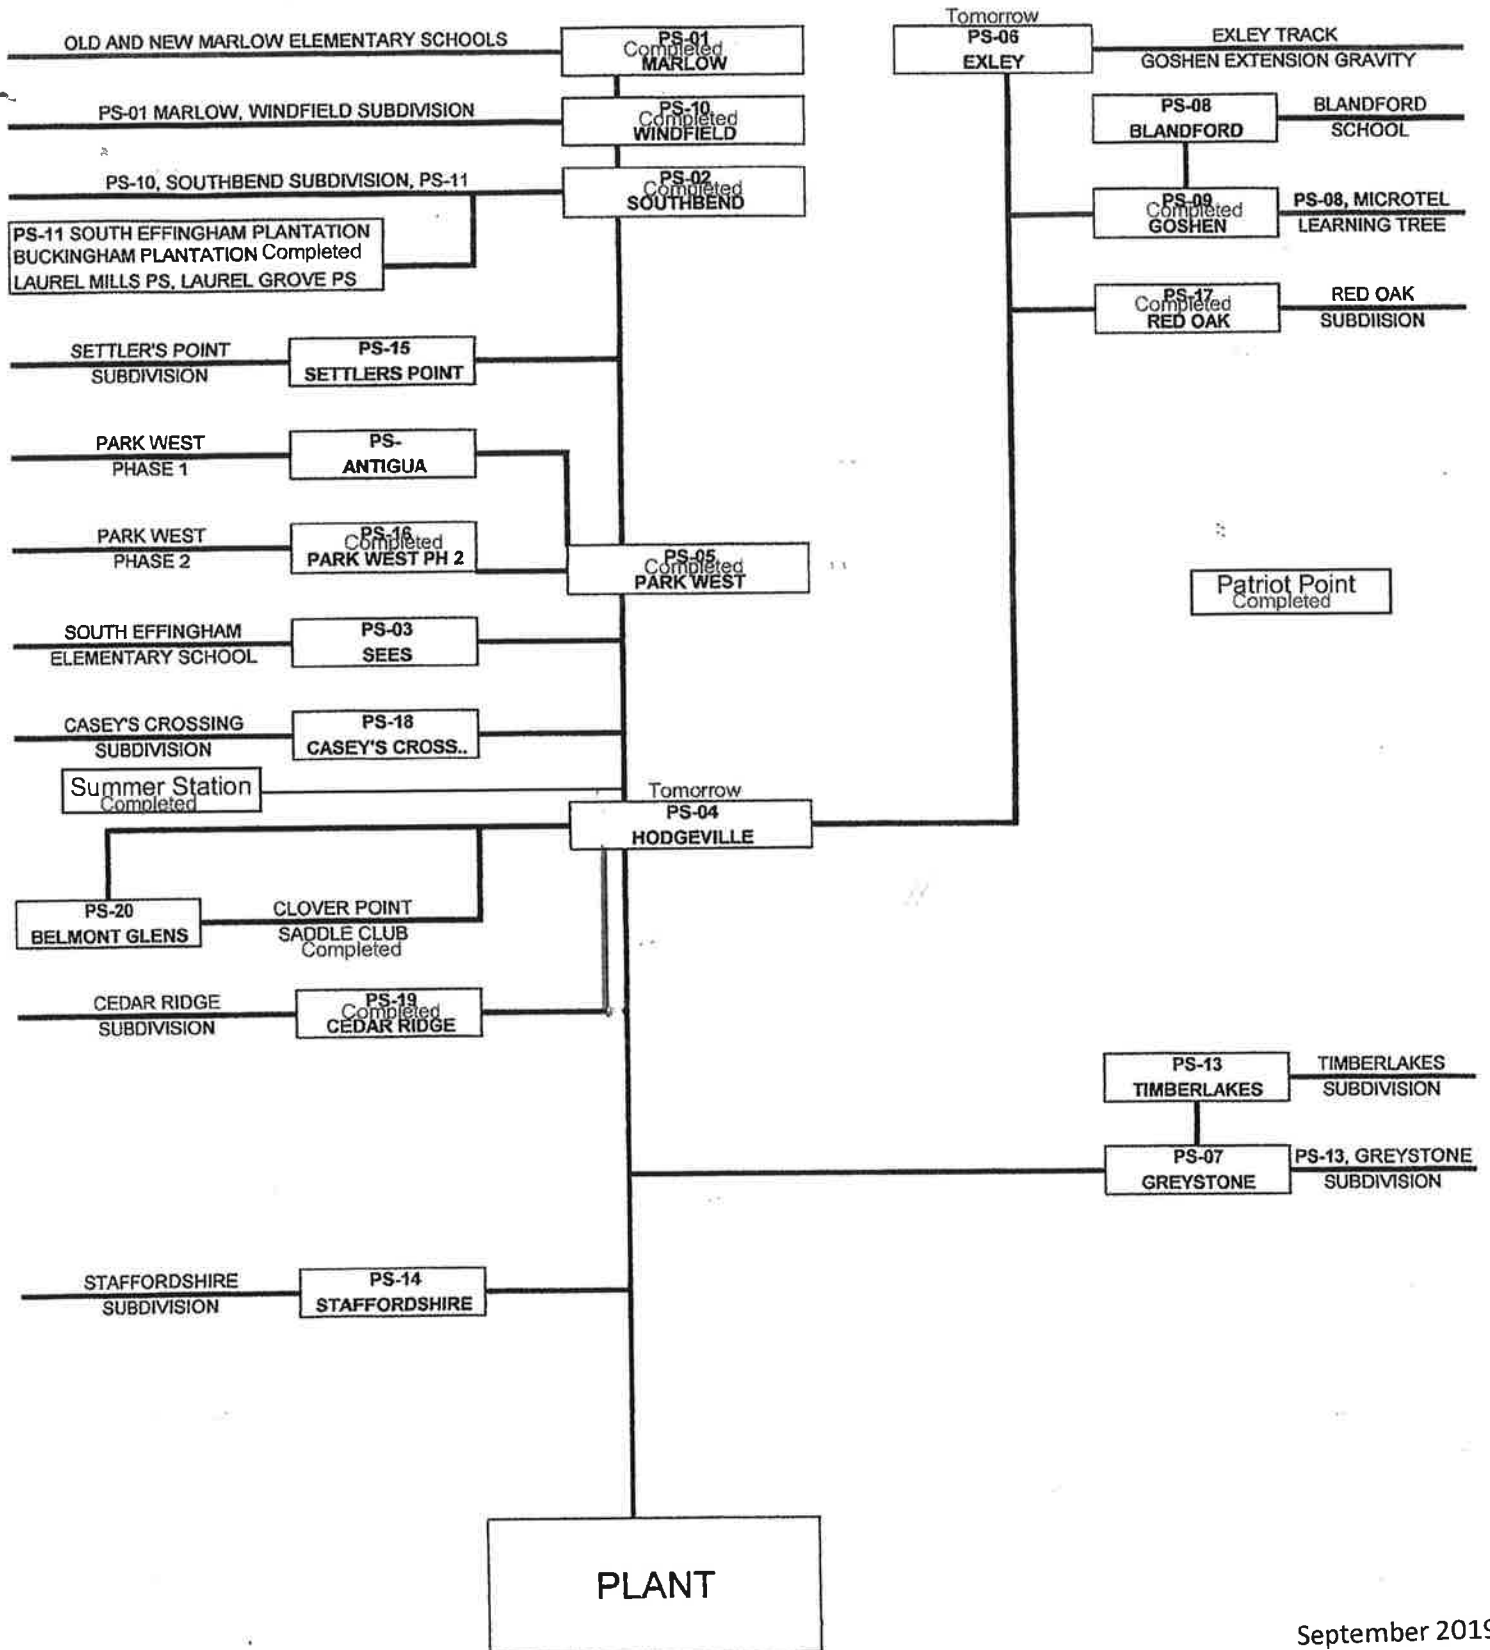 OLD AND NEW MARLOW ELEMENTARY SCHOOLS
PS-01
Completed
MARLOW
PS-01 MARLOW, WINDFIELD SUBDIVISION
PS-10
Completed
WINDFIELD
PS-10, SOUTHBEND SUBDIVISION, PS-11
PS-02
Completed
SOUTHBEND
PS-11 SOUTH EFFINGHAM PLANTATION
BUCKINGHAM PLANTATION Completed
LAUREL MILLS PS, LAUREL GROVE PS
SETTLER'S POINT
SUBDIVISION
PS-15
SETTLERS POINT
PARK WEST
PHASE 1
PS-
ANTIGUA
PARK WEST
PHASE 2
PS-16
Completed
PARK WEST PH 2
PS-05
Completed
PARK WEST
SOUTH EFFINGHAM
ELEMENTARY SCHOOL
PS-03
SEES
CASEY'S CROSSING
SUBDIVISION
PS-18
CASEY'S CROSS..
Summer Station
Completed
Tomorrow
PS-04
HODGEVILLE
PS-20
BELMONT GLENS
CLOVER POINT
SADDLE CLUB
Completed
CEDAR RIDGE
SUBDIVISION
PS-19
Completed
CEDAR RIDGE
STAFFORDSHIRE
SUBDIVISION
PS-14
STAFFORDSHIRE
Tomorrow
PS-06
EXLEY
EXLEY TRACK
GOSHEN EXTENSION GRAVITY
PS-08
BLANDFORD
BLANDFORD
SCHOOL
PS-09
Completed
GOSHEN
PS-08, MICROTEL
LEARNING TREE
PS-17
Completed
RED OAK
RED OAK
SUBDIISION
Patriot Point
Completed
PS-13
TIMBERLAKES
TIMBERLAKES
SUBDIVISION
PS-07
GREYSTONE
PS-13, GREYSTONE
SUBDIVISION
PLANT
September 2019